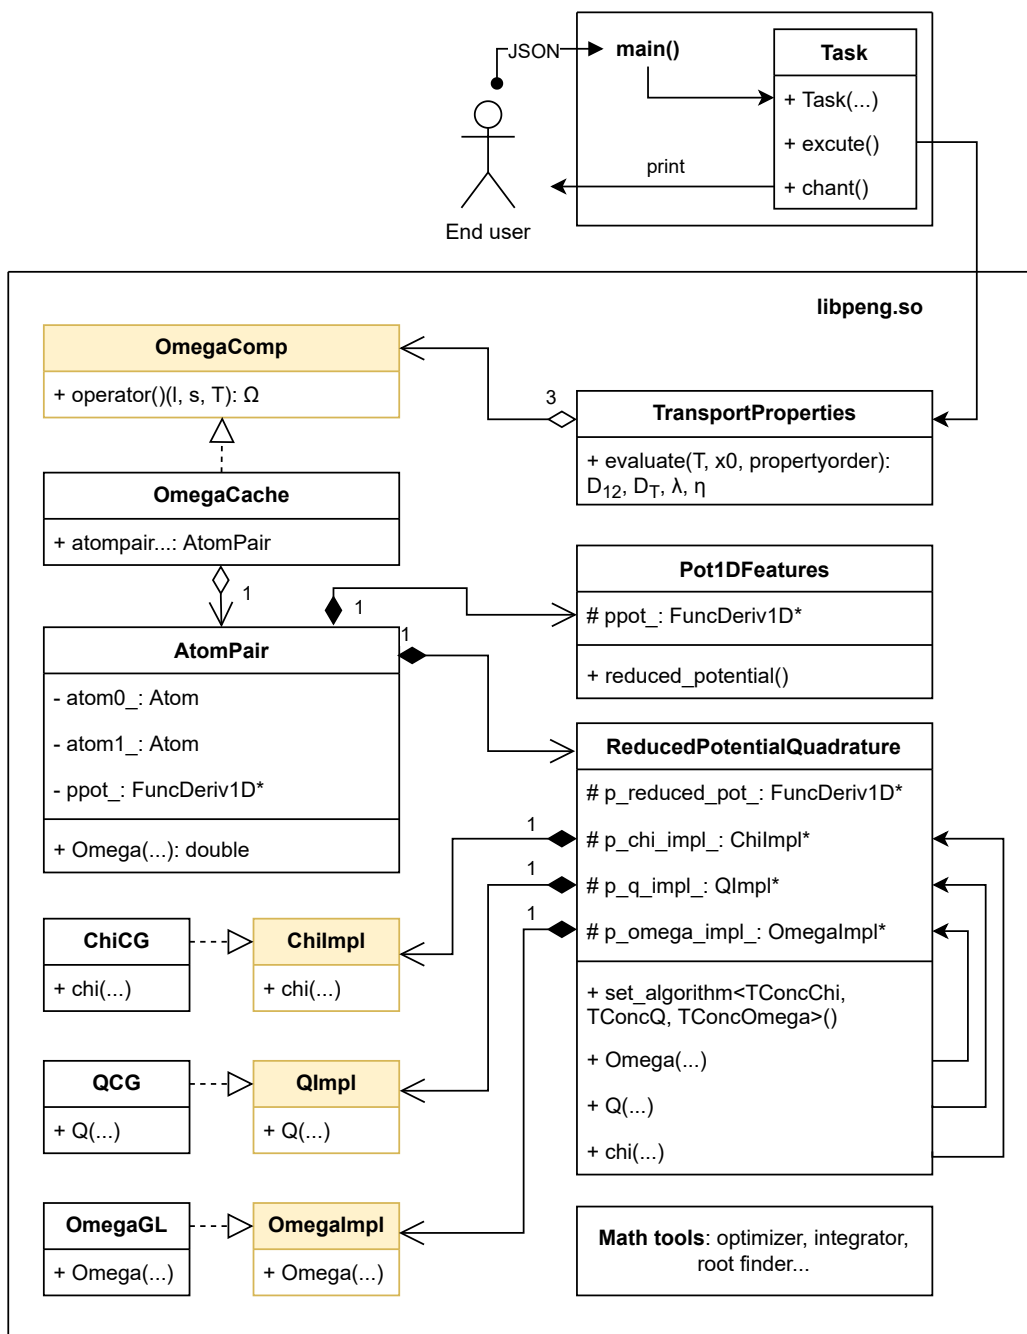 JSON
main()
Task
+ Task(...)
+ excute()
print
+ chant()
End user
libpeng.so
OmegaComp
+ operator()(l, s, T): Ω
3
TransportProperties
+ evaluate(T, x0, propertyorder):
D12, DT, λ, η
OmegaCache
+ atompair...: AtomPair
1
1
Pot1DFeatures
# ppot_: FuncDeriv1D*
+ reduced_potential()
1
AtomPair
- atom0_: Atom
- atom1_: Atom
- ppot_: FuncDeriv1D*
+ Omega(...): double
ReducedPotentialQuadrature
# p_reduced_pot_: FuncDeriv1D*
1
# p_chi_impl_: ChiImpl*
1
# p_q_impl_: QImpl*
1
# p_omega_impl_: OmegaImpl*
+ set_algorithm<TConcChi,
TConcQ, TConcOmega>()
+ Omega(...)
+ Q(...)
+ chi(...)
ChiCG
+ chi(...)
ChiImpl
+ chi(...)
QCG
+ Q(...)
QImpl
+ Q(...)
OmegaGL
+ Omega(...)
OmegaImpl
+ Omega(...)
Math tools: optimizer, integrator,
root finder...